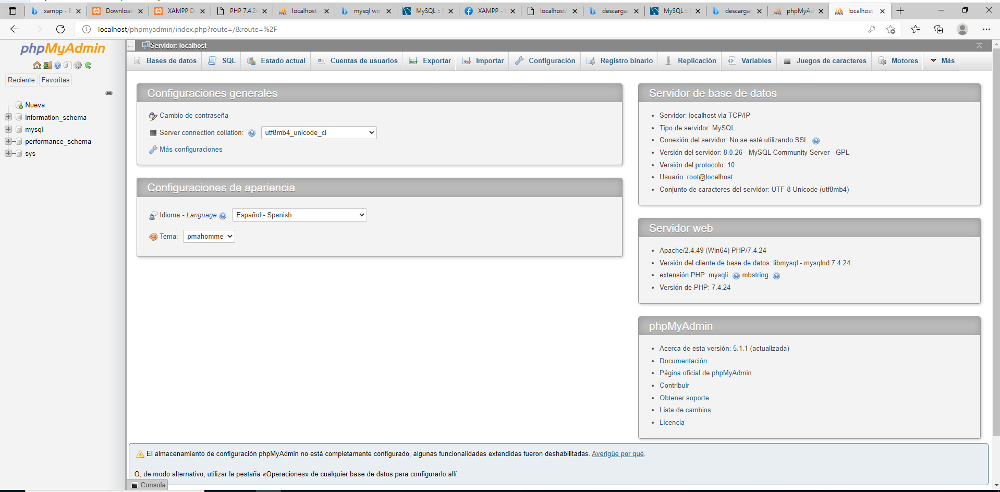 xampp - E
Download
XAMPP D
PHP 7.4.2
localhost
mysql wo
MySQL :: 
XAMPP -
localhost/
descargar
MySQL ::
descargar
phpMyAd
localhost
localhost/phpmyadmin/index.php?route=/&route=%2F
phpMyAdmin
Reciente
Favoritas
Nueva
information_schema
mysql
performance_schema
sys
Servidor: localhost
Bases de datos
SQL
Estado actual
Cuentas de usuarios
Exportar
Importar
Configuración
Registro binario
Replicación
Variables
Juegos de caracteres
Motores
Más
Configuraciones generales
Cambio de contraseña
Server connection collation:
utf8mb4_unicode_ci
Más configuraciones
Configuraciones de apariencia
Idioma - Language
Español - Spanish
Tema:
pmahomme
Servidor de base de datos
Servidor: localhost via TCP/IP
Tipo de servidor: MySQL
Conexión del servidor: No se está utilizando SSL
Versión del servidor: 8.0.26 - MySQL Community Server - GPL
Versión del protocolo: 10
Usuario: root@localhost
Conjunto de caracteres del servidor: UTF-8 Unicode (utf8mb4)
Servidor web
Apache/2.4.49 (Win64) PHP/7.4.24
Versión del cliente de base de datos: libmysql - mysqlnd 7.4.24
extensión PHP: mysqli mbstring
Versión de PHP: 7.4.24
phpMyAdmin
Acerca de esta versión: 5.1.1 (actualizada)
Documentación
Página oficial de phpMyAdmin
Contribuir
Obtener soporte
Lista de cambios
Licencia
El almacenamiento de configuración phpMyAdmin no está completamente configurado, algunas funcionalidades extendidas fueron deshabilitadas. Averigüe por qué.
O, de modo alternativo, utilizar la pestaña «Operaciones» de cualquier base de datos para configurarlo allí.
Consola